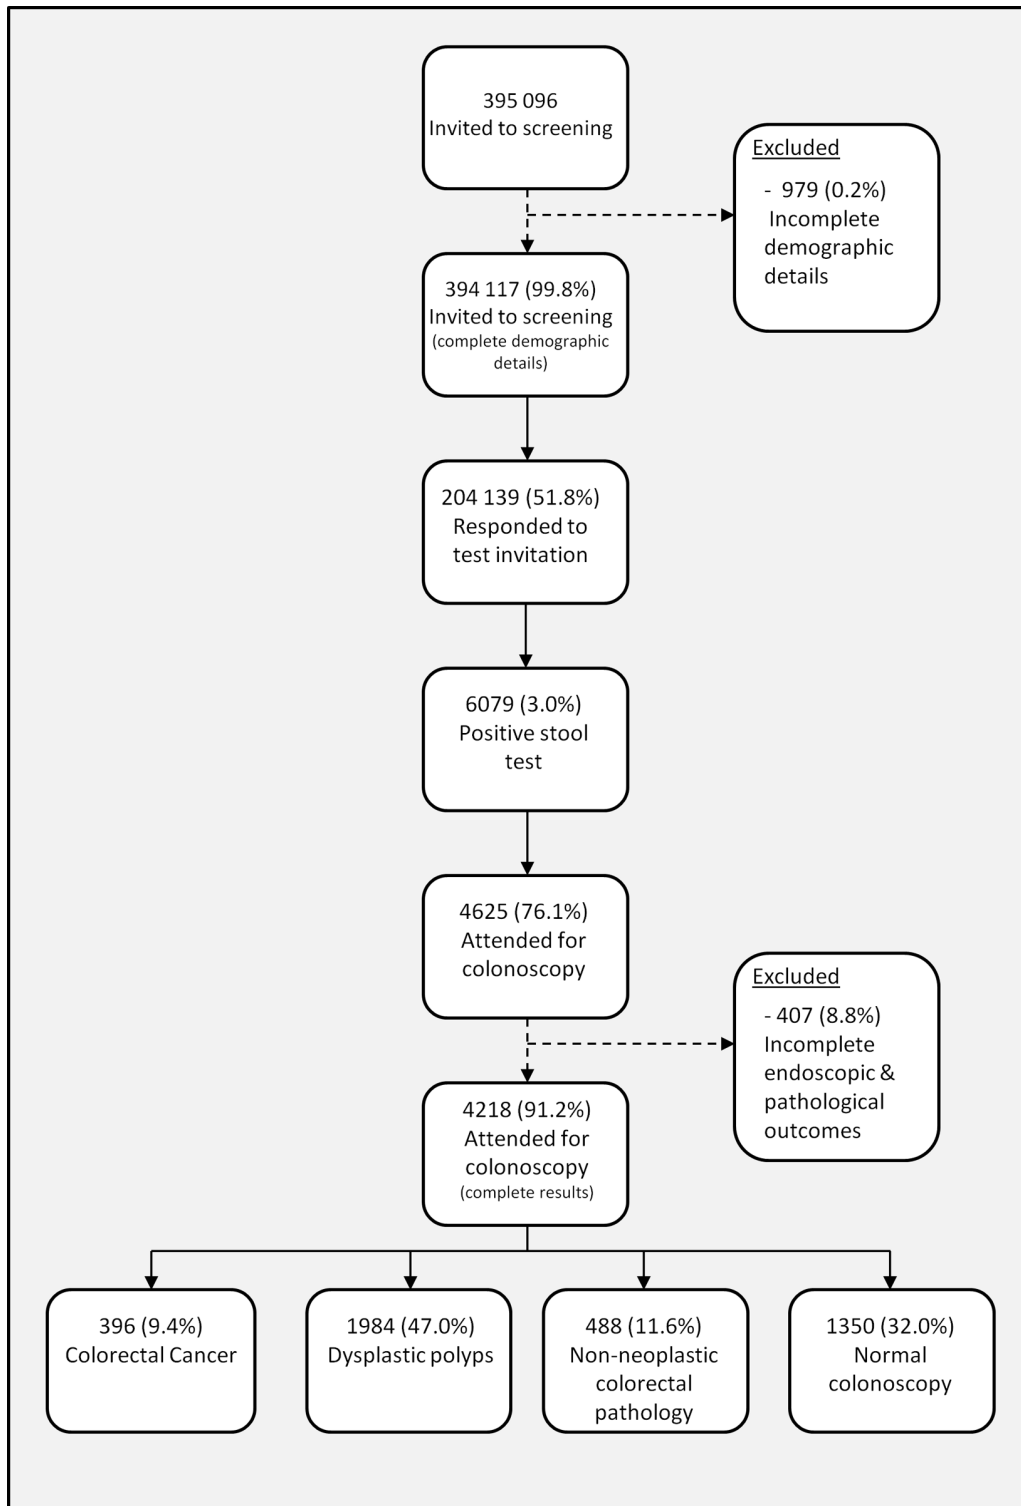 395 096
Invited to screening
Excluded
- 979 (0.2%)
Incomplete
demographic
details
394 117 (99.8%)
Invited to screening
(complete demographic
details)
204 139 (51.8%)
Responded to
test invitation
6079 (3.0%)
Positive stool
test
4625 (76.1%)
Attended for
colonoscopy
Excluded
- 407 (8.8%)
Incomplete
endoscopic &
pathological
outcomes
4218 (91.2%)
Attended for
colonoscopy
(complete results)
396 (9.4%)
Colorectal Cancer
1984 (47.0%)
Dysplastic polyps
488 (11.6%)
Non-neoplastic
colorectal
pathology
1350 (32.0%)
Normal
colonoscopy